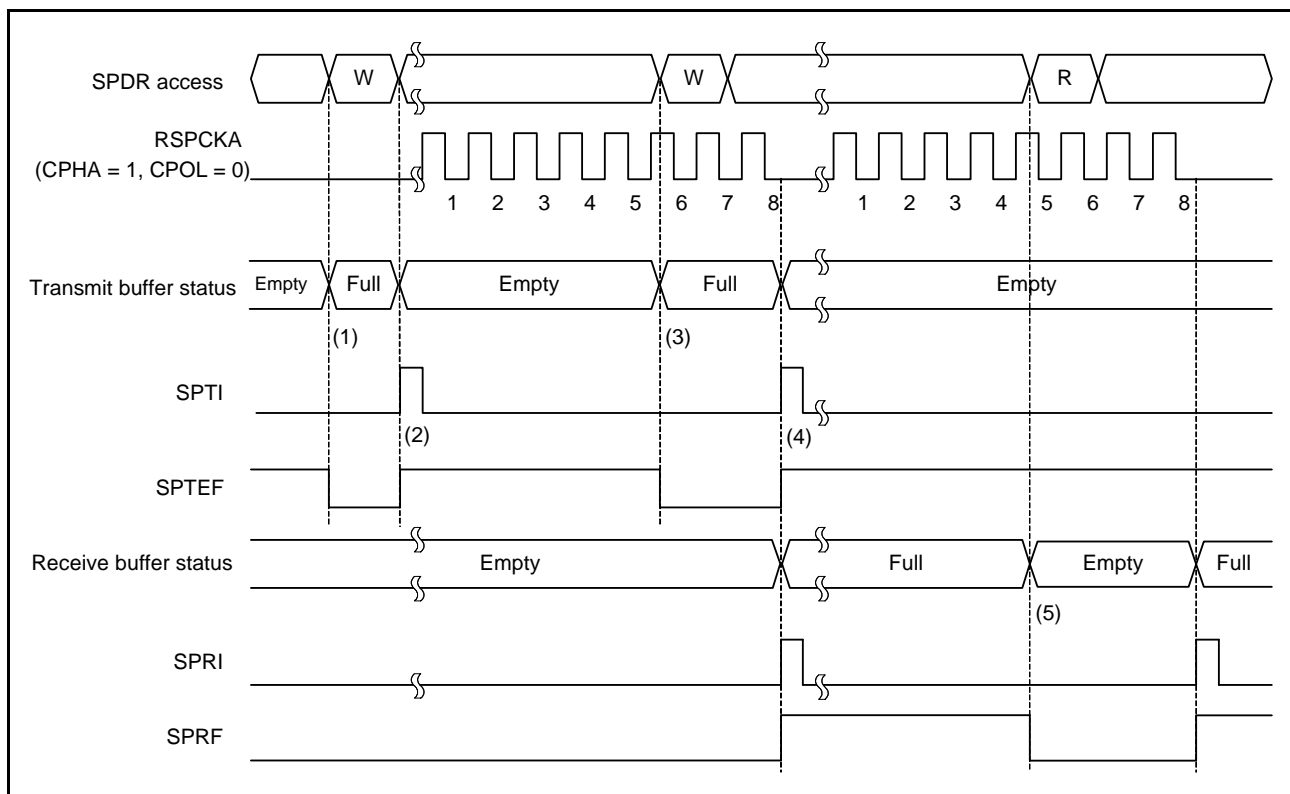 SPDR access W W R
RSPCKA
(CPHA = 1, CPOL = 0)
1 2 3 4 5 6 7 8 1 2 3 4 5 6 7 8
Transmit buffer status Empty Full Empty Full Empty
(1) (3)
SPTI
(2) (4)
SPTEF
Receive buffer status Empty Full Empty Full
(5)
SPRI
SPRF